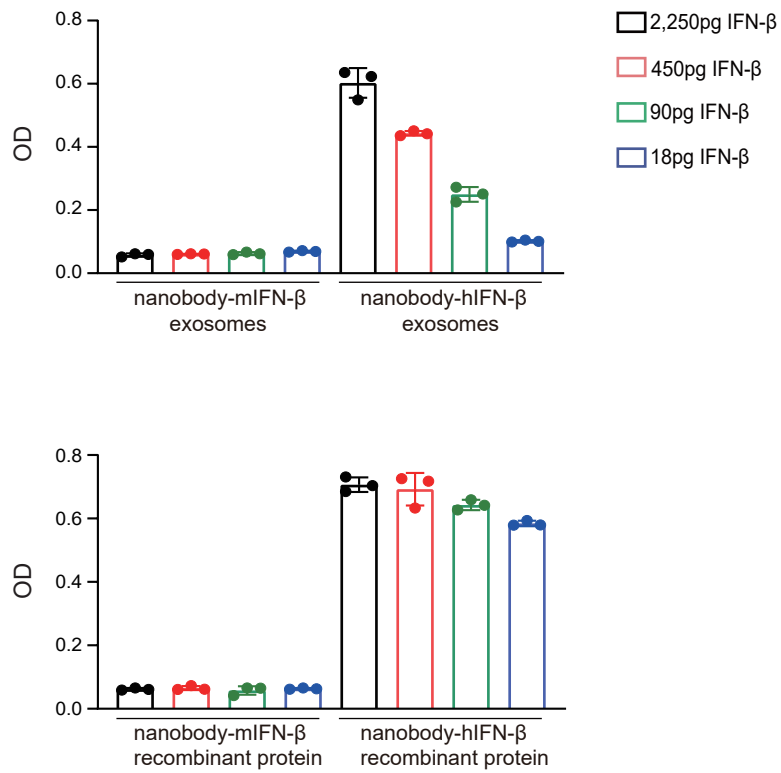 2,250pg IFN-β
450pg IFN-β
90pg IFN-β
18pg IFN-β
OD
0.6
0.4
0.2
0.0
nanobody-mIFN-β
exosomes
nanobody-hIFN-β
exosomes
OD
0.8
0.6
0.4
0.2
0.0
nanobody-mIFN-β
recombinant protein
nanobody-hIFN-β
recombinant protein